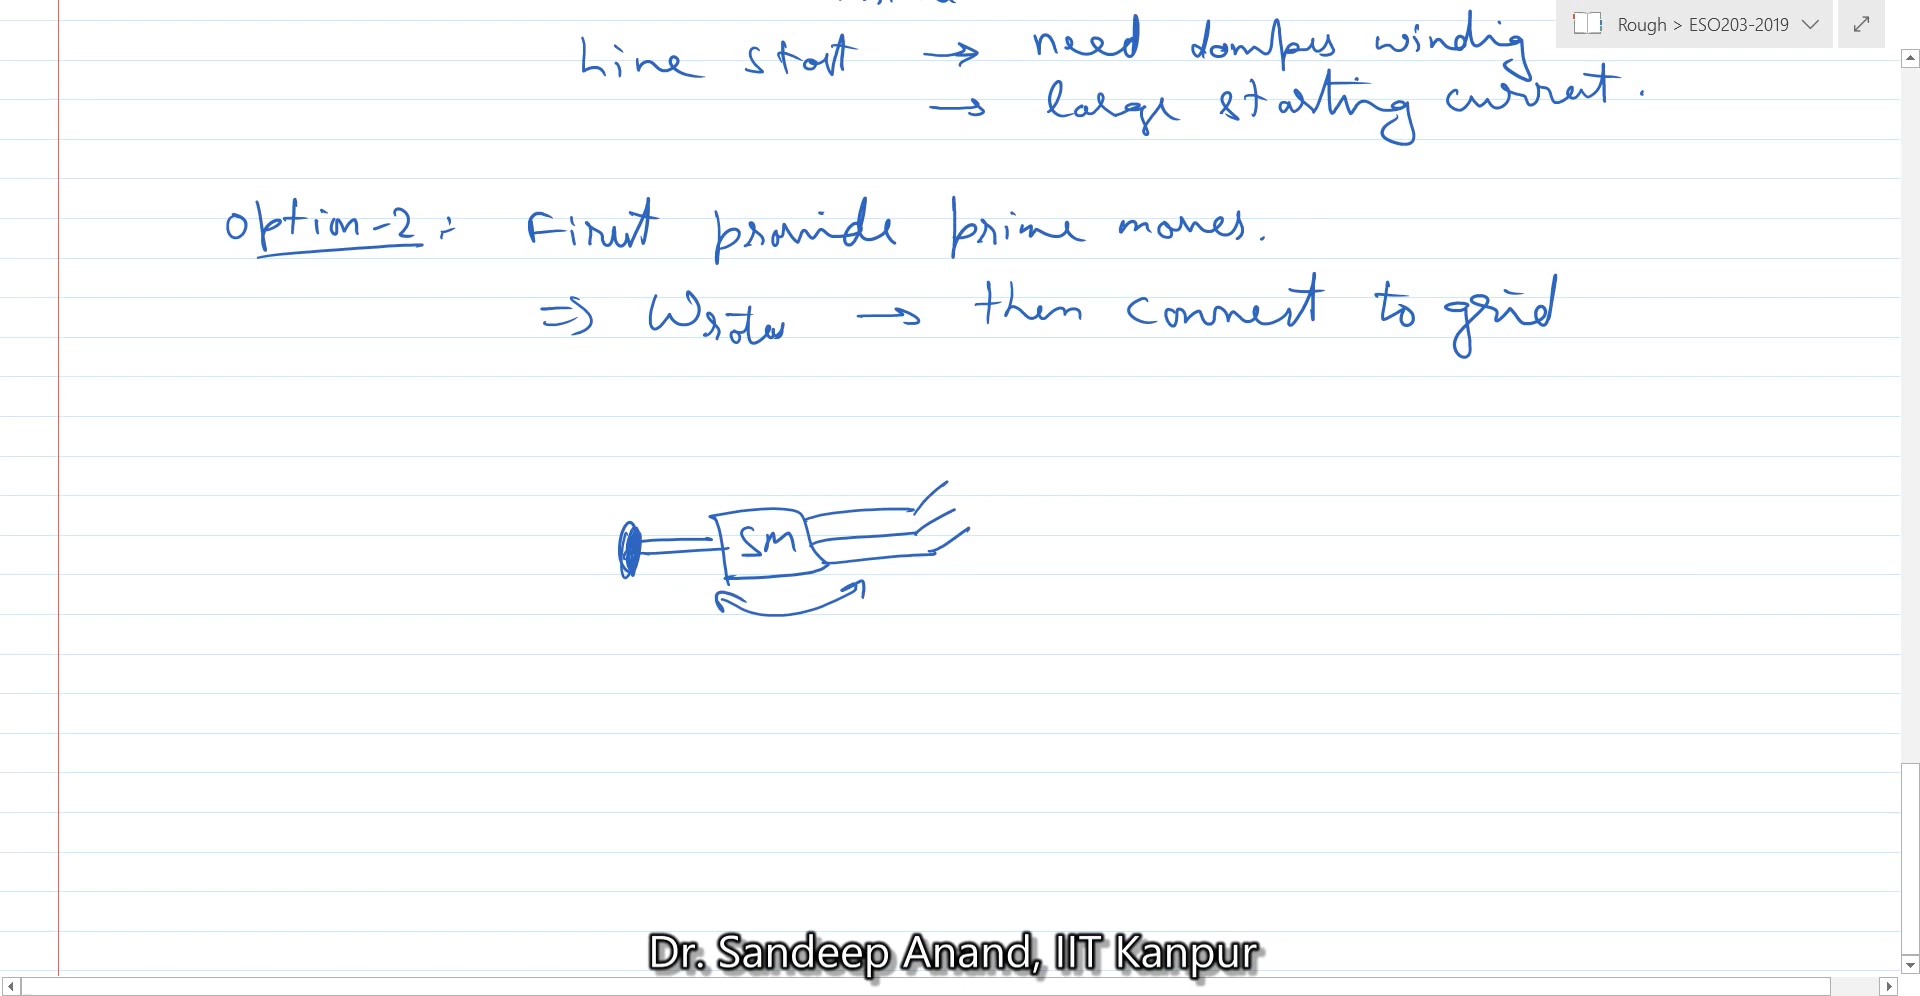 Rough > ESO203-2019
Line start → need damper winding
→ large starting current.
Option-2: First provide prime mover.
⇒ ωrotor → then connect to grid
SM
Dr. Sandeep Anand, IIT Kanpur